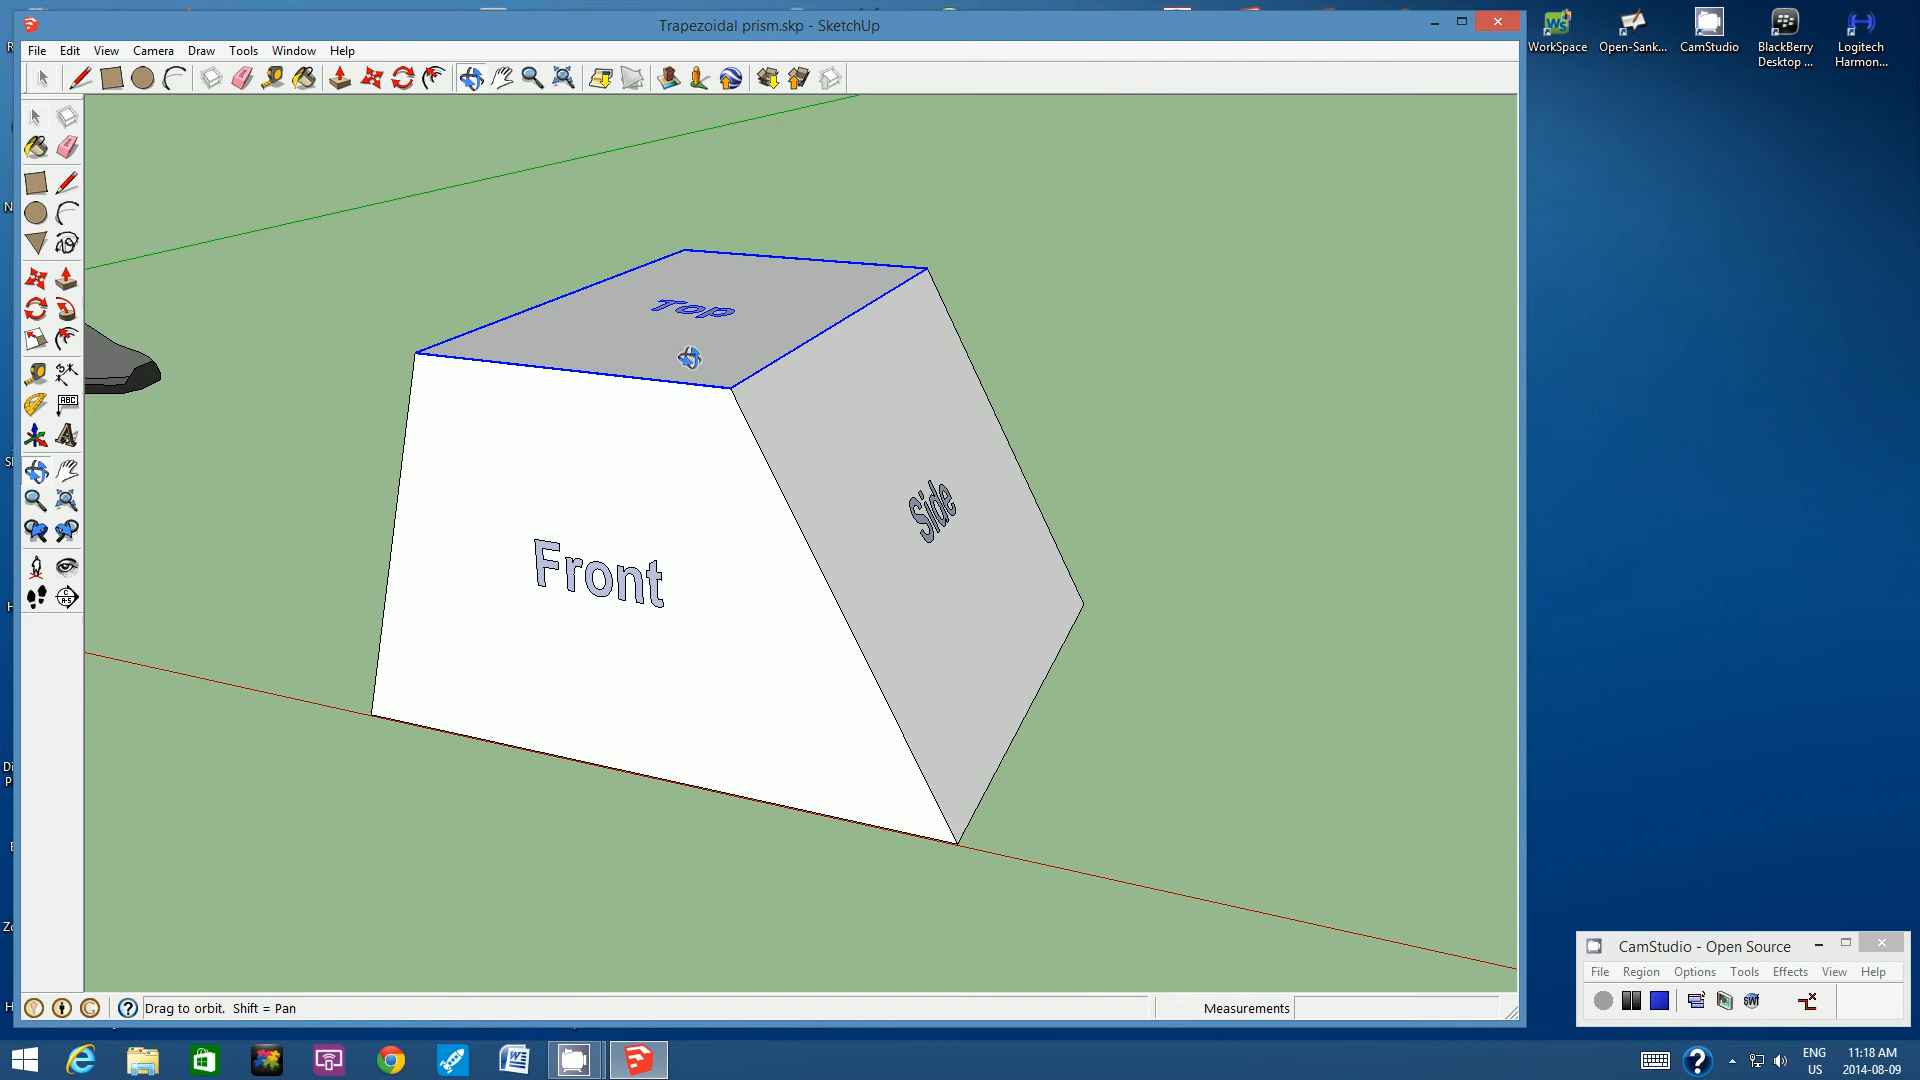 Trapezoidal prism.skp - SketchUp
File Edit View Camera Draw Tools Window Help
WorkSpace Open-Sank... CamStudio BlackBerry Desktop ... Logitech Harmon...
ABC
Top
Side
Front
CamStudio - Open Source
File Region Options Tools Effects View Help
Drag to orbit. Shift = Pan
Measurements
ENG
US
11:18 AM
2014-08-09